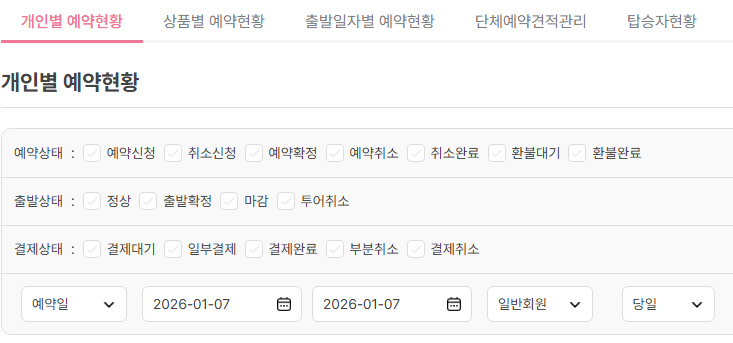 개인별 예약현황 상품별 예약현황 출발일자별 예약현황 단체예약견적관리 탑승자현황
개인별 예약현황
예약상태 : 예약신청 취소신청 예약확정 예약취소 취소완료 환불대기 환불완료
출발상태 : 정상 출발확정 마감 투어취소
결제상태 : 결제대기 일부결제 결제완료 부분취소 결제취소
예약일 2026-01-07 2026-01-07 일반회원 당일